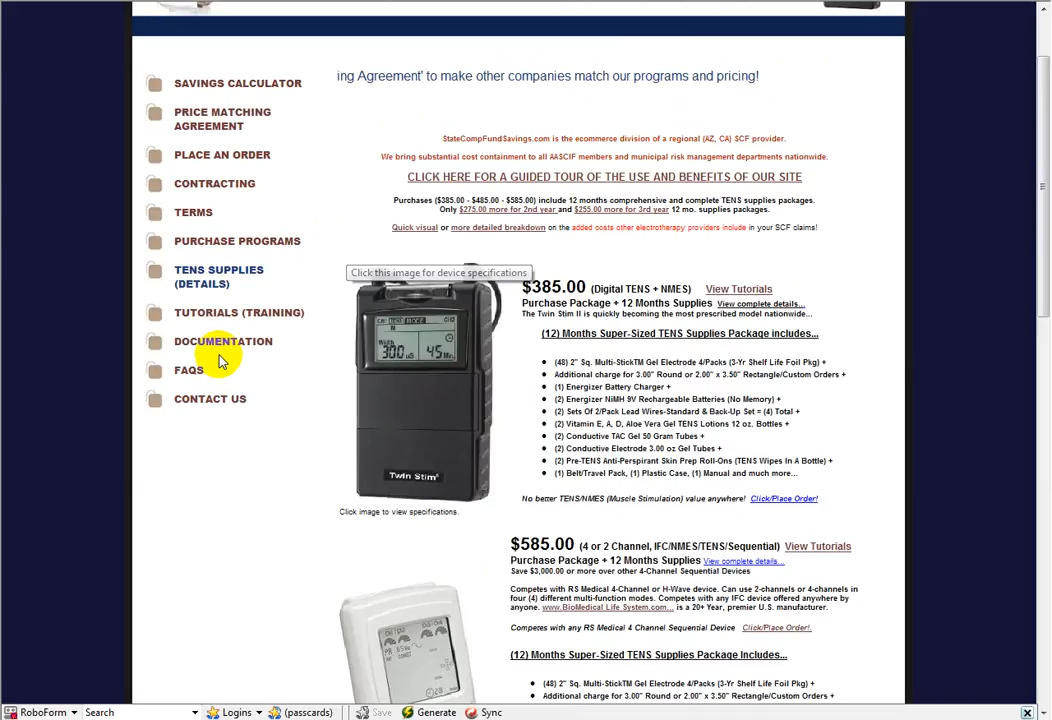 ing Agreement' to make other companies match our programs and pricing!
SAVINGS CALCULATOR
PRICE MATCHING
AGREEMENT
PLACE AN ORDER
CONTRACTING
TERMS
PURCHASE PROGRAMS
TENS SUPPLIES
(DETAILS)
TUTORIALS (TRAINING)
DOCUMENTATION
FAQS
CONTACT US
StateCompFundSavings.com is the ecommerce division of a regional (AZ, CA) SCF provider.
We bring substantial cost containment to all AASCIF members and municipal risk management departments nationwide.
CLICK HERE FOR A GUIDED TOUR OF THE USE AND BENEFITS OF OUR SITE
Purchases ($385.00 - $485.00 - $585.00) include 12 months comprehensive and complete TENS supplies packages.
Only $275.00 more for 2nd year and $255.00 more for 3rd year 12 mo. supplies packages.
Quick visual or more detailed breakdown on the added costs other electrotherapy providers include in your SCF claims!
Click this image for device specifications
$385.00 (Digital TENS + NMES) View Tutorials
Purchase Package + 12 Months Supplies View complete details...
The Twin Stim II is quickly becoming the most prescribed model nationwide...
(12) Months Super-Sized TENS Supplies Package includes...
(48) 2" Sq. Multi-StickTM Gel Electrode 4/Packs (3-Yr Shelf Life Foil Pkg) +
Additional charge for 3.00" Round or 2.00" x 3.50" Rectangle/Custom Orders +
(1) Energizer Battery Charger +
(2) Energizer NiMH 9V Rechargeable Batteries (No Memory) +
(2) Sets Of 2/Pack Lead Wires-Standard & Back-Up Set = (4) Total +
(2) Vitamin E, A, D, Aloe Vera Gel TENS Lotions 12 oz. Bottles +
(2) Conductive TAC Gel 50 Gram Tubes +
(2) Conductive Electrode 3.00 oz Gel Tubes +
(2) Pre-TENS Anti-Perspirant Skin Prep Roll-Ons (TENS Wipes In A Bottle) +
(1) Belt/Travel Pack, (1) Plastic Case, (1) Manual and much more...
300 µs 45 Min.
Twin Stim
No better TENS/NMES (Muscle Stimulation) value anywhere! Click/Place Order!
Click image to view specifications.
$585.00 (4 or 2 Channel, IFC/NMES/TENS/Sequential) View Tutorials
Purchase Package + 12 Months Supplies View complete details...
Save $3,000.00 or more over other 4-Channel Sequential Devices
Competes with RS Medical 4-Channel or H-Wave device. Can use 2-channels or 4-channels in
four (4) different multi-function modes. Competes with any IFC device offered anywhere by
anyone. www.BioMedical Life System.com... is a 20+ Year, premier U.S. manufacturer.
Competes with any RS Medical 4 Channel Sequential Device Click/Place Order!.
(12) Months Super-Sized TENS Supplies Package Includes...
(48) 2" Sq. Multi-StickTM Gel Electrode 4/Packs (3-Yr Shelf Life Foil Pkg) +
Additional charge for 3.00" Round or 2.00" x 3.50" Rectangle/Custom Orders +
RoboForm Search Logins (passcards) Save Generate Sync